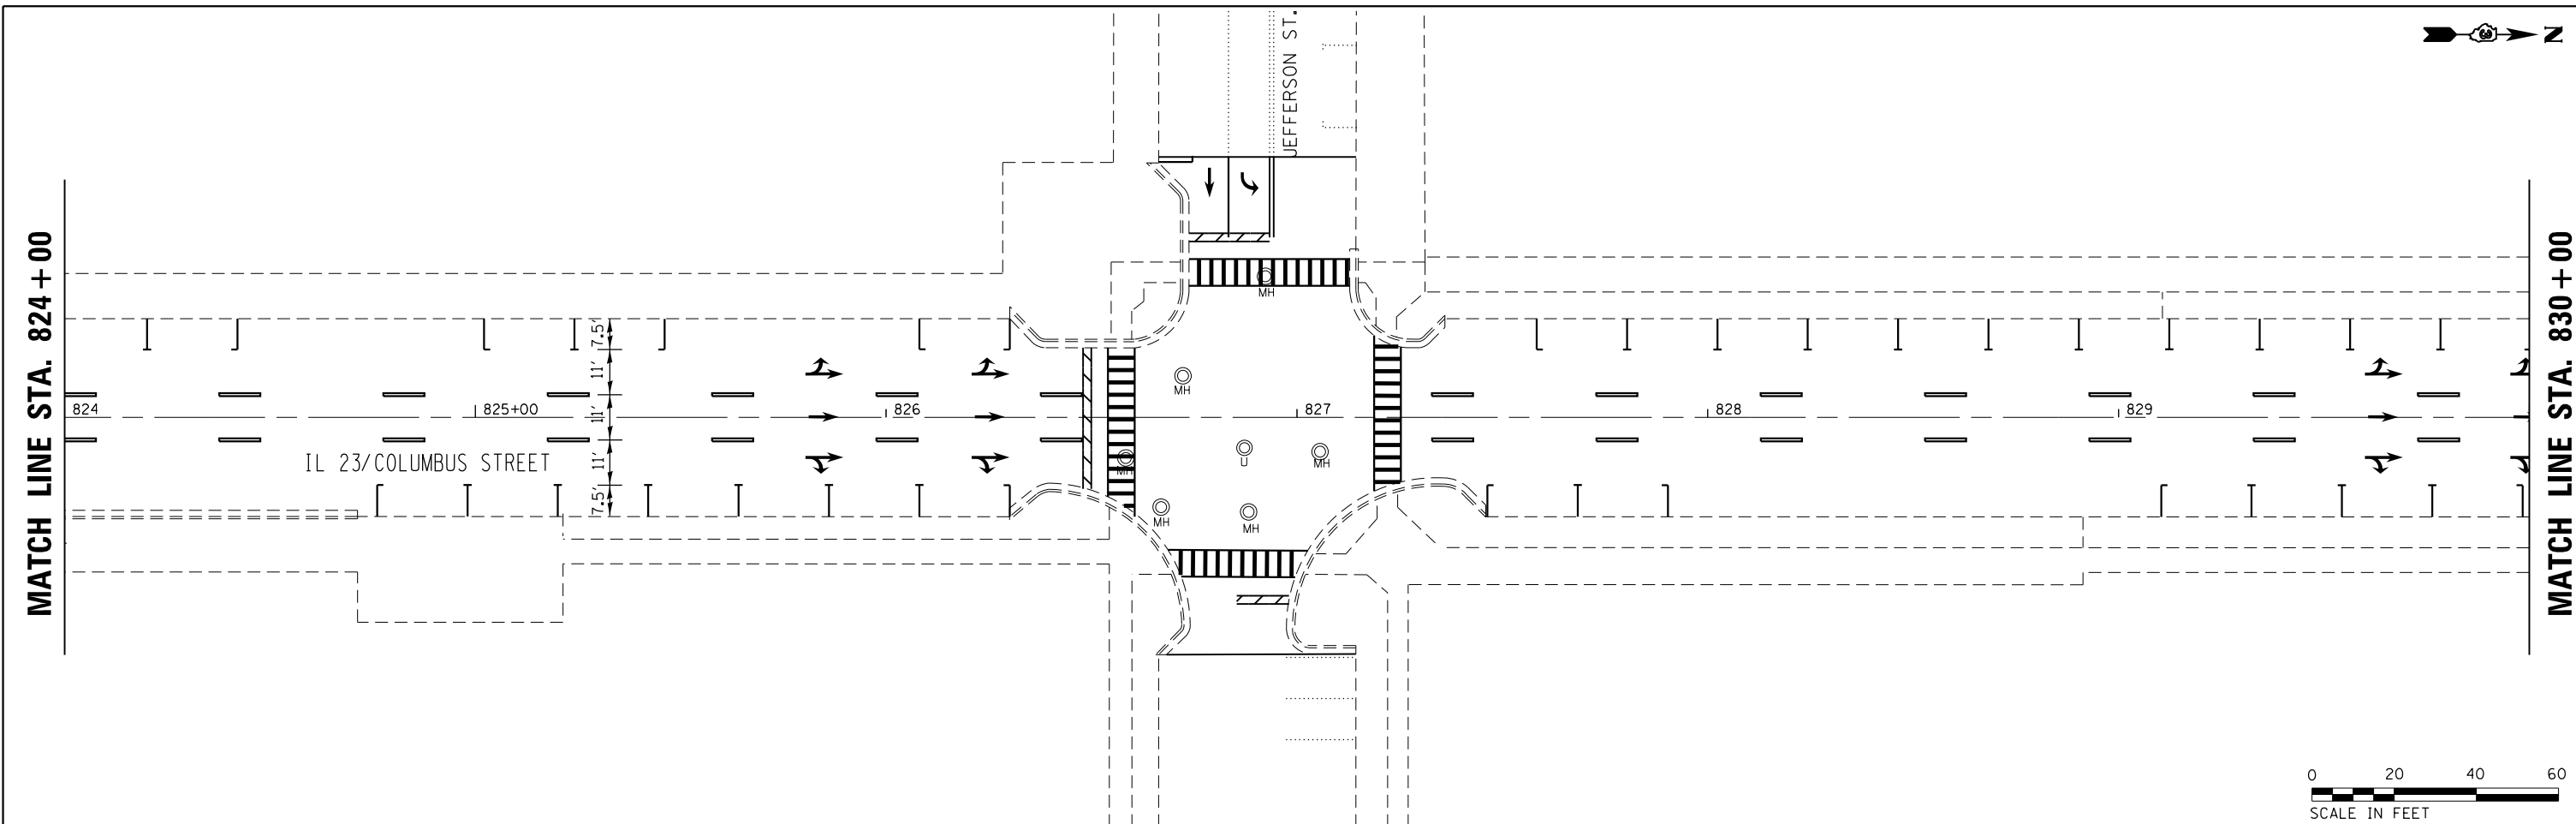 JEFFERSON ST.
N
MATCH LINE STA. 824+00
MATCH LINE STA. 830+00
MH
7.5'
11'
11'
11'
7.5'
MH
824
825+00
826
827
828
829
IL 23/COLUMBUS STREET
MH
U
MH
MH
MH
0 20 40 60
SCALE IN FEET